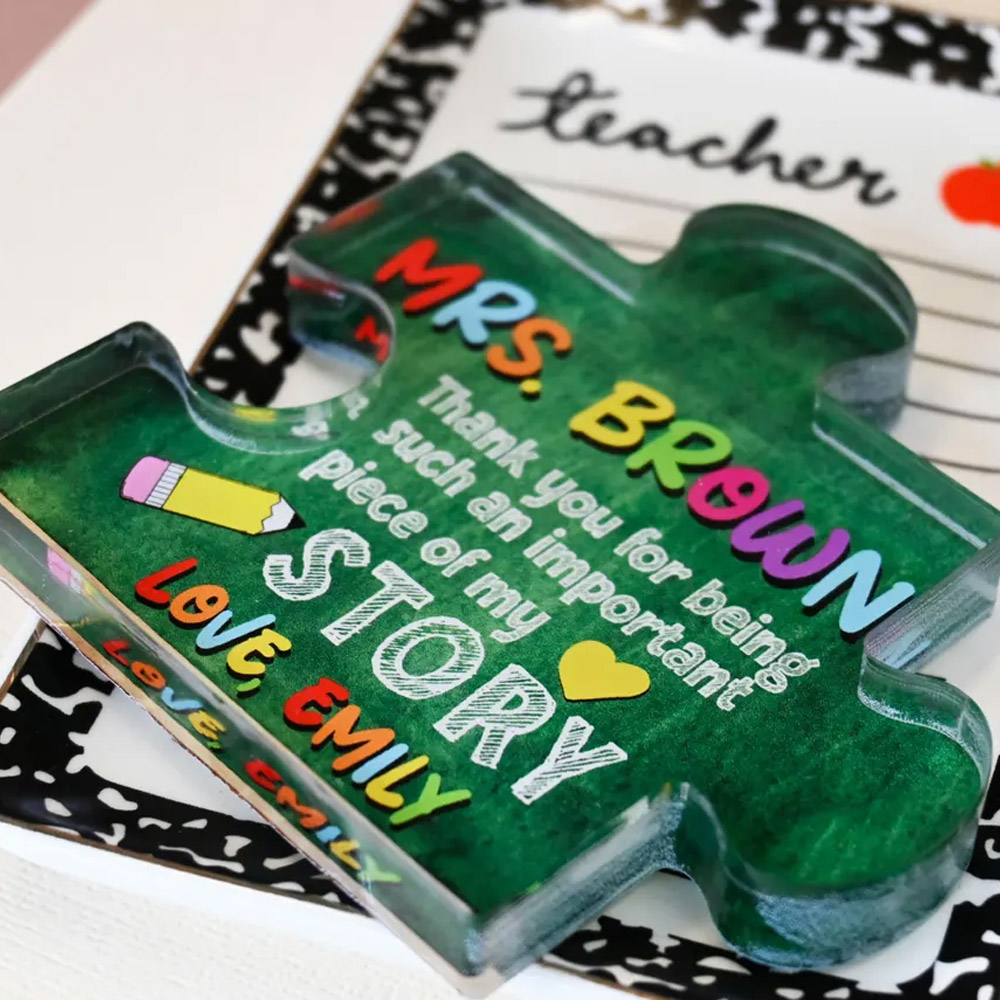 teacher
MRS. BROWN
Thank you for being
such an important
piece of my
STORY
LOVE, EMILY
LOVE, EMILY